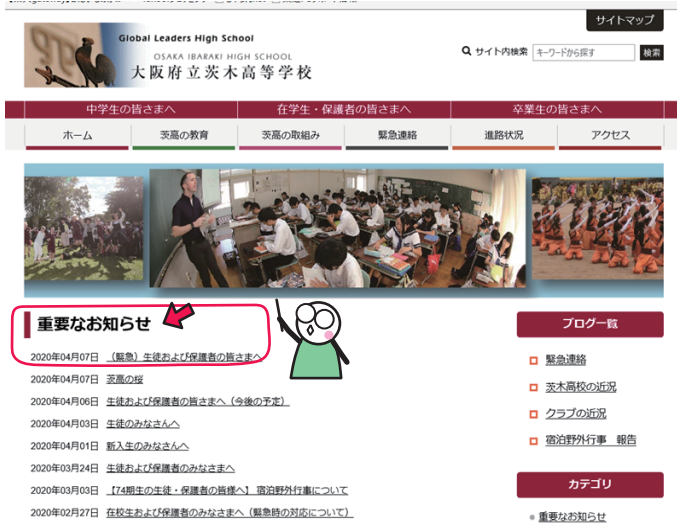 サイトマップ
Global Leaders High School
OSAKA IBARAKI HIGH SCHOOL
大阪府立茨木高等学校
サイト内検索 キーワードから探す 検索
中学生の皆さまへ 在学生・保護者の皆さまへ 卒業生の皆さまへ
ホーム 茨高の教育 茨高の取組み 緊急連絡 進路状況 アクセス
重要なお知らせ
2020年04月07日 （緊急）生徒および保護者の皆さまへ
2020年04月07日 茨高の桜
2020年04月06日 生徒および保護者の皆さまへ（今後の予定）
2020年04月03日 生徒のみなさんへ
2020年04月01日 新入生のみなさんへ
2020年03月24日 生徒および保護者のみなさまへ
2020年03月03日 【74期生の生徒・保護者の皆様へ】 宿泊野外行事について
2020年02月27日 在校生および保護者のみなさまへ（緊急時の対応について）
ブログ一覧
緊急連絡
茨木高校の近況
クラブの近況
宿泊野外行事 報告
カテゴリ
重要なお知らせ